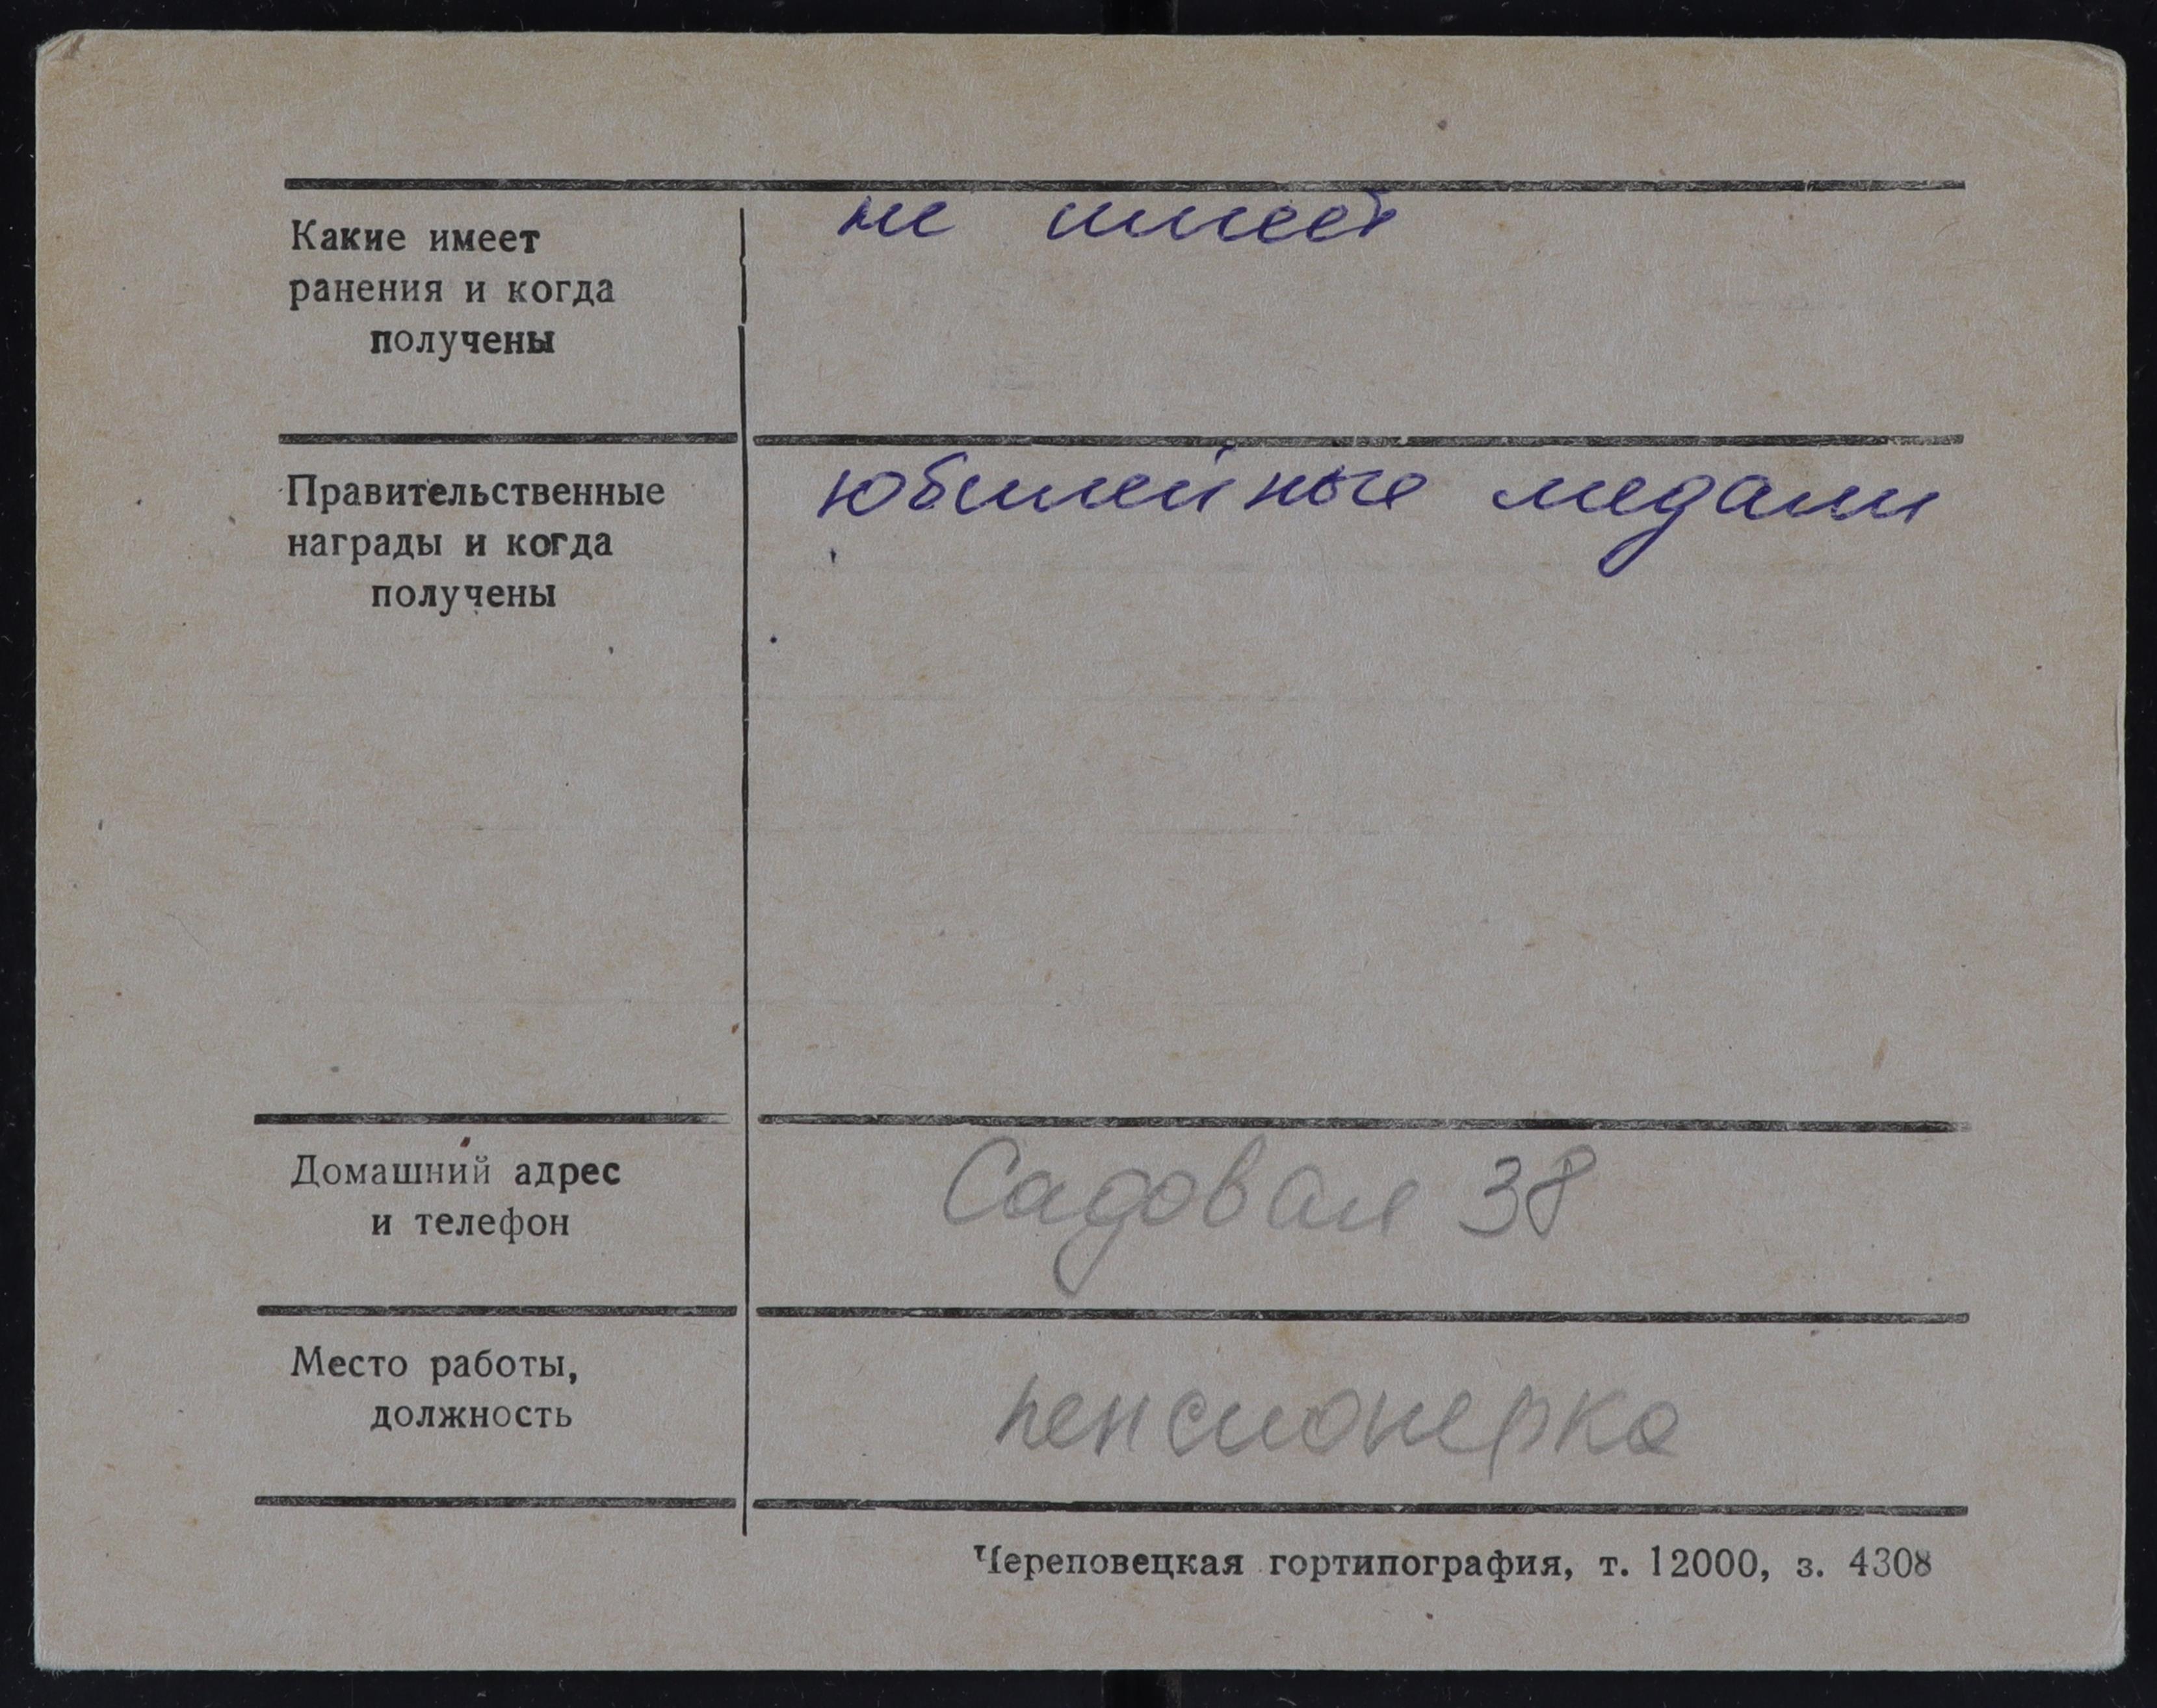 Какие имеет
ранения и когда
получены
не имеет
Правительственные
награды и когда
получены
юбилейные медали
Домашний адрес
и телефон
Садовая 38
Место работы,
должность
пенсионерка
Череповецкая гортипография, т. 12000, з. 4308